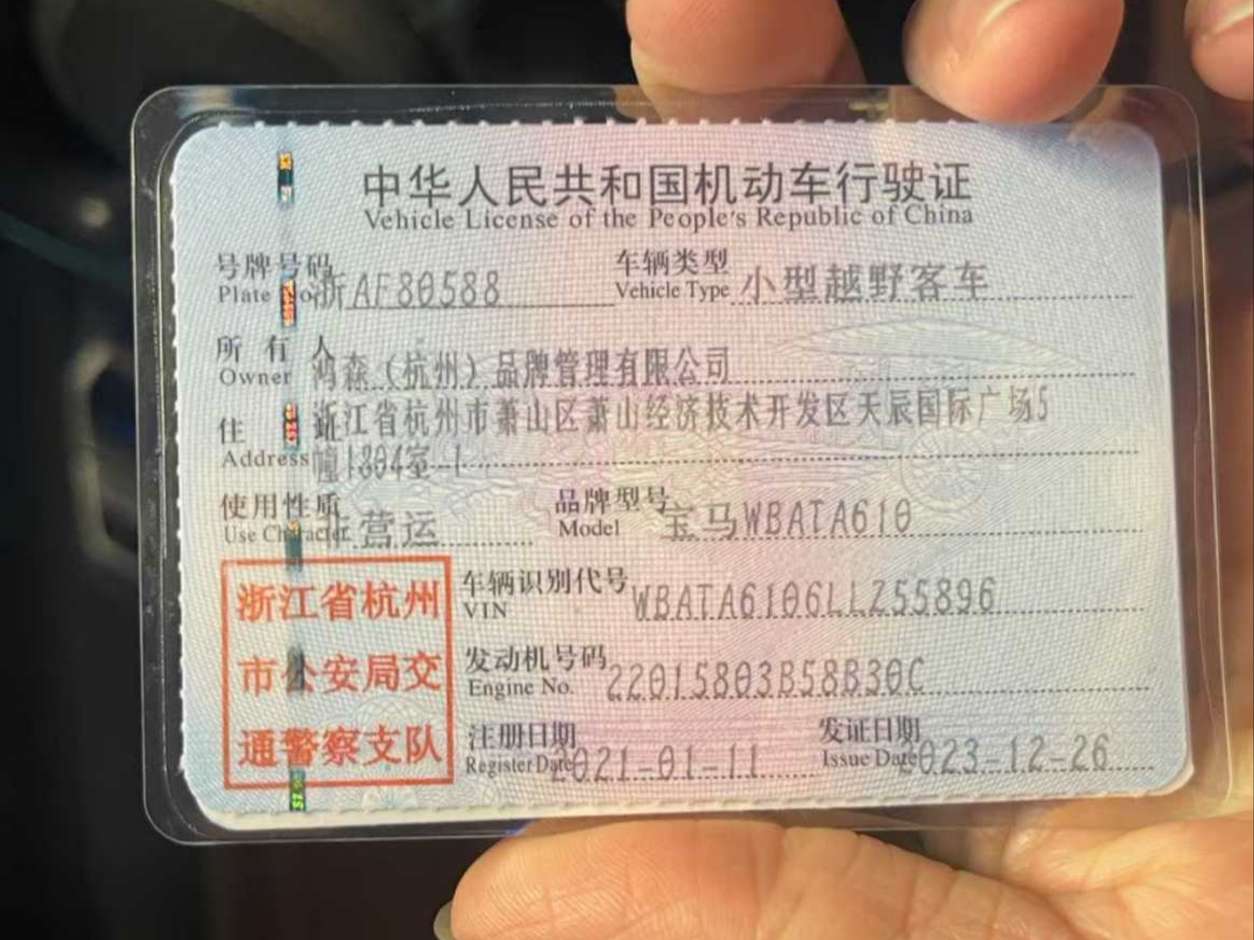 中华人民共和国机动车行驶证
Vehicle License of the People's Republic of China
号牌号码 浙AF80588 车辆类型 小型越野客车
Plate No. Vehicle Type
所有人 鸿森（杭州）品牌管理有限公司
Owner
住址 浙江省杭州市萧山区萧山经济技术开发区天辰国际广场5
Address 幢1804室-1
使用性质 非营运 品牌型号 宝马WBATA610
Use Character Model
浙江省杭州 车辆识别代号 WBATA6106LLZ55896
VIN
市公安局交 发动机号码 22015803B58B30C
Engine No.
通警察支队 注册日期 2021-01-11 发证日期 2023-12-26
Register Date Issue Date